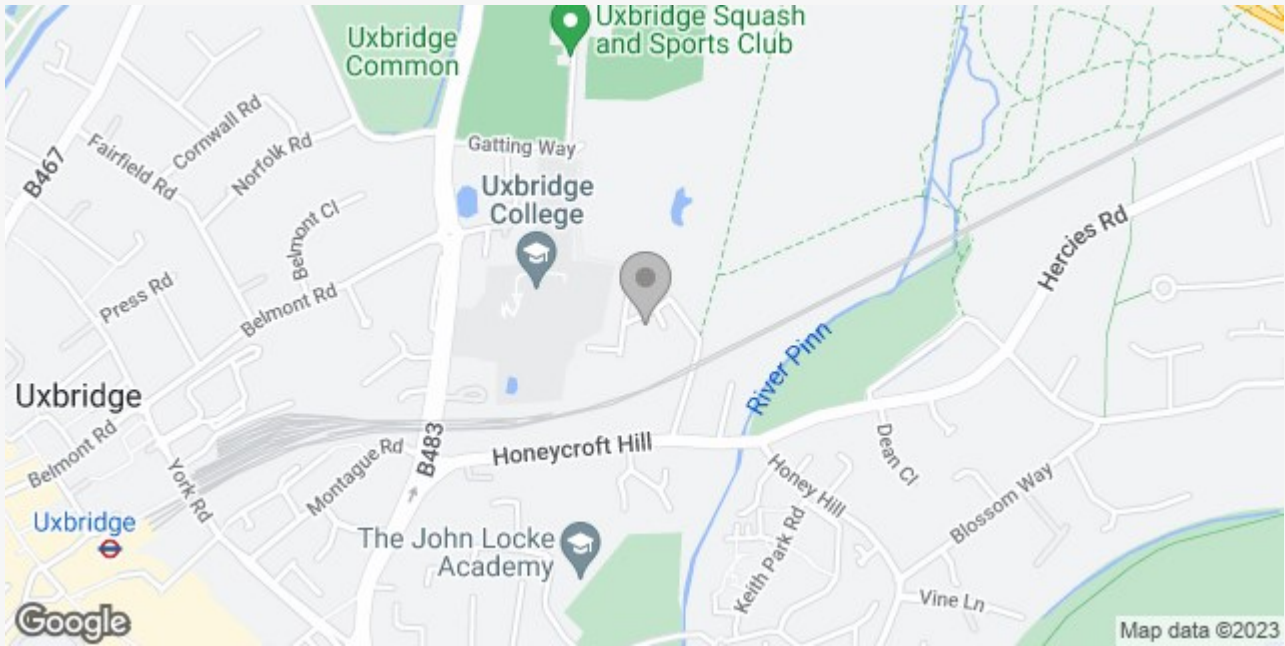 Uxbridge Squash
and Sports Club
Uxbridge
Common
Cornwall Rd
Fairfield Rd
Norfolk Rd
B467
Gatting Way
Uxbridge
College
Belmont Cl
Hercies Rd
Press Rd
Belmont Rd
River Pinn
Uxbridge
Belmont Rd
York Rd
Montague Rd
B483
Honeycroft Hill
Dean Cl
Honey Hill
Blossom Way
Keith Park Rd
Uxbridge
The John Locke
Academy
Vine Ln
Google
Map data ©2023